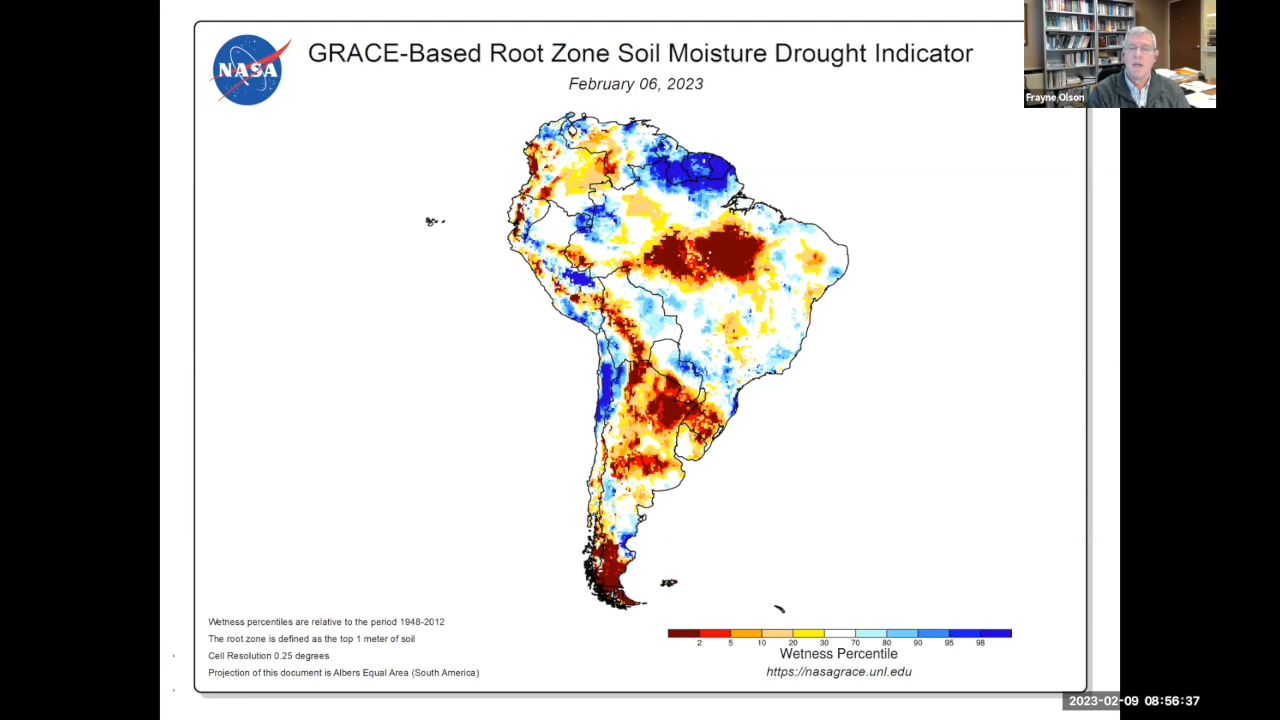 NASA
GRACE-Based Root Zone Soil Moisture Drought Indicator
February 06, 2023
Frayne Olson
Wetness percentiles are relative to the period 1948-2012
The root zone is defined as the top 1 meter of soil
Cell Resolution 0.25 degrees
Projection of this document is Albers Equal Area (South America)
2 5 10 20 30 70 80 90 95 98
Wetness Percentile
https://nasagrace.unl.edu
2023-02-09 08:56:37